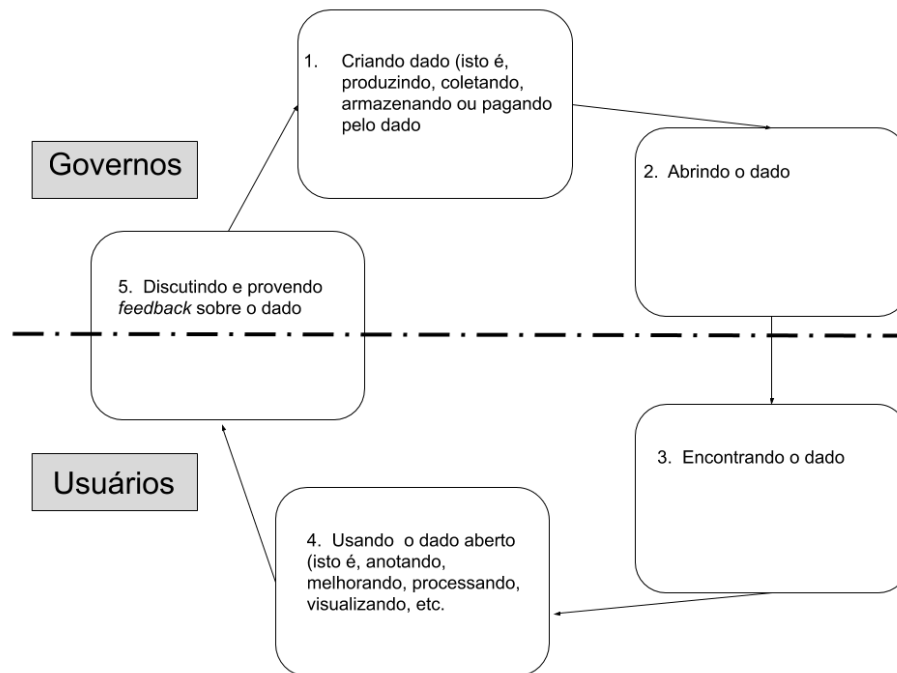 1. Criando dado (isto é,
produzindo, coletando,
armazenando ou pagando
pelo dado
Governos
2. Abrindo o dado
5. Discutindo e provendo
feedback sobre o dado
3. Encontrando o dado
Usuários
4. Usando o dado aberto
(isto é, anotando,
melhorando, processando,
visualizando, etc.